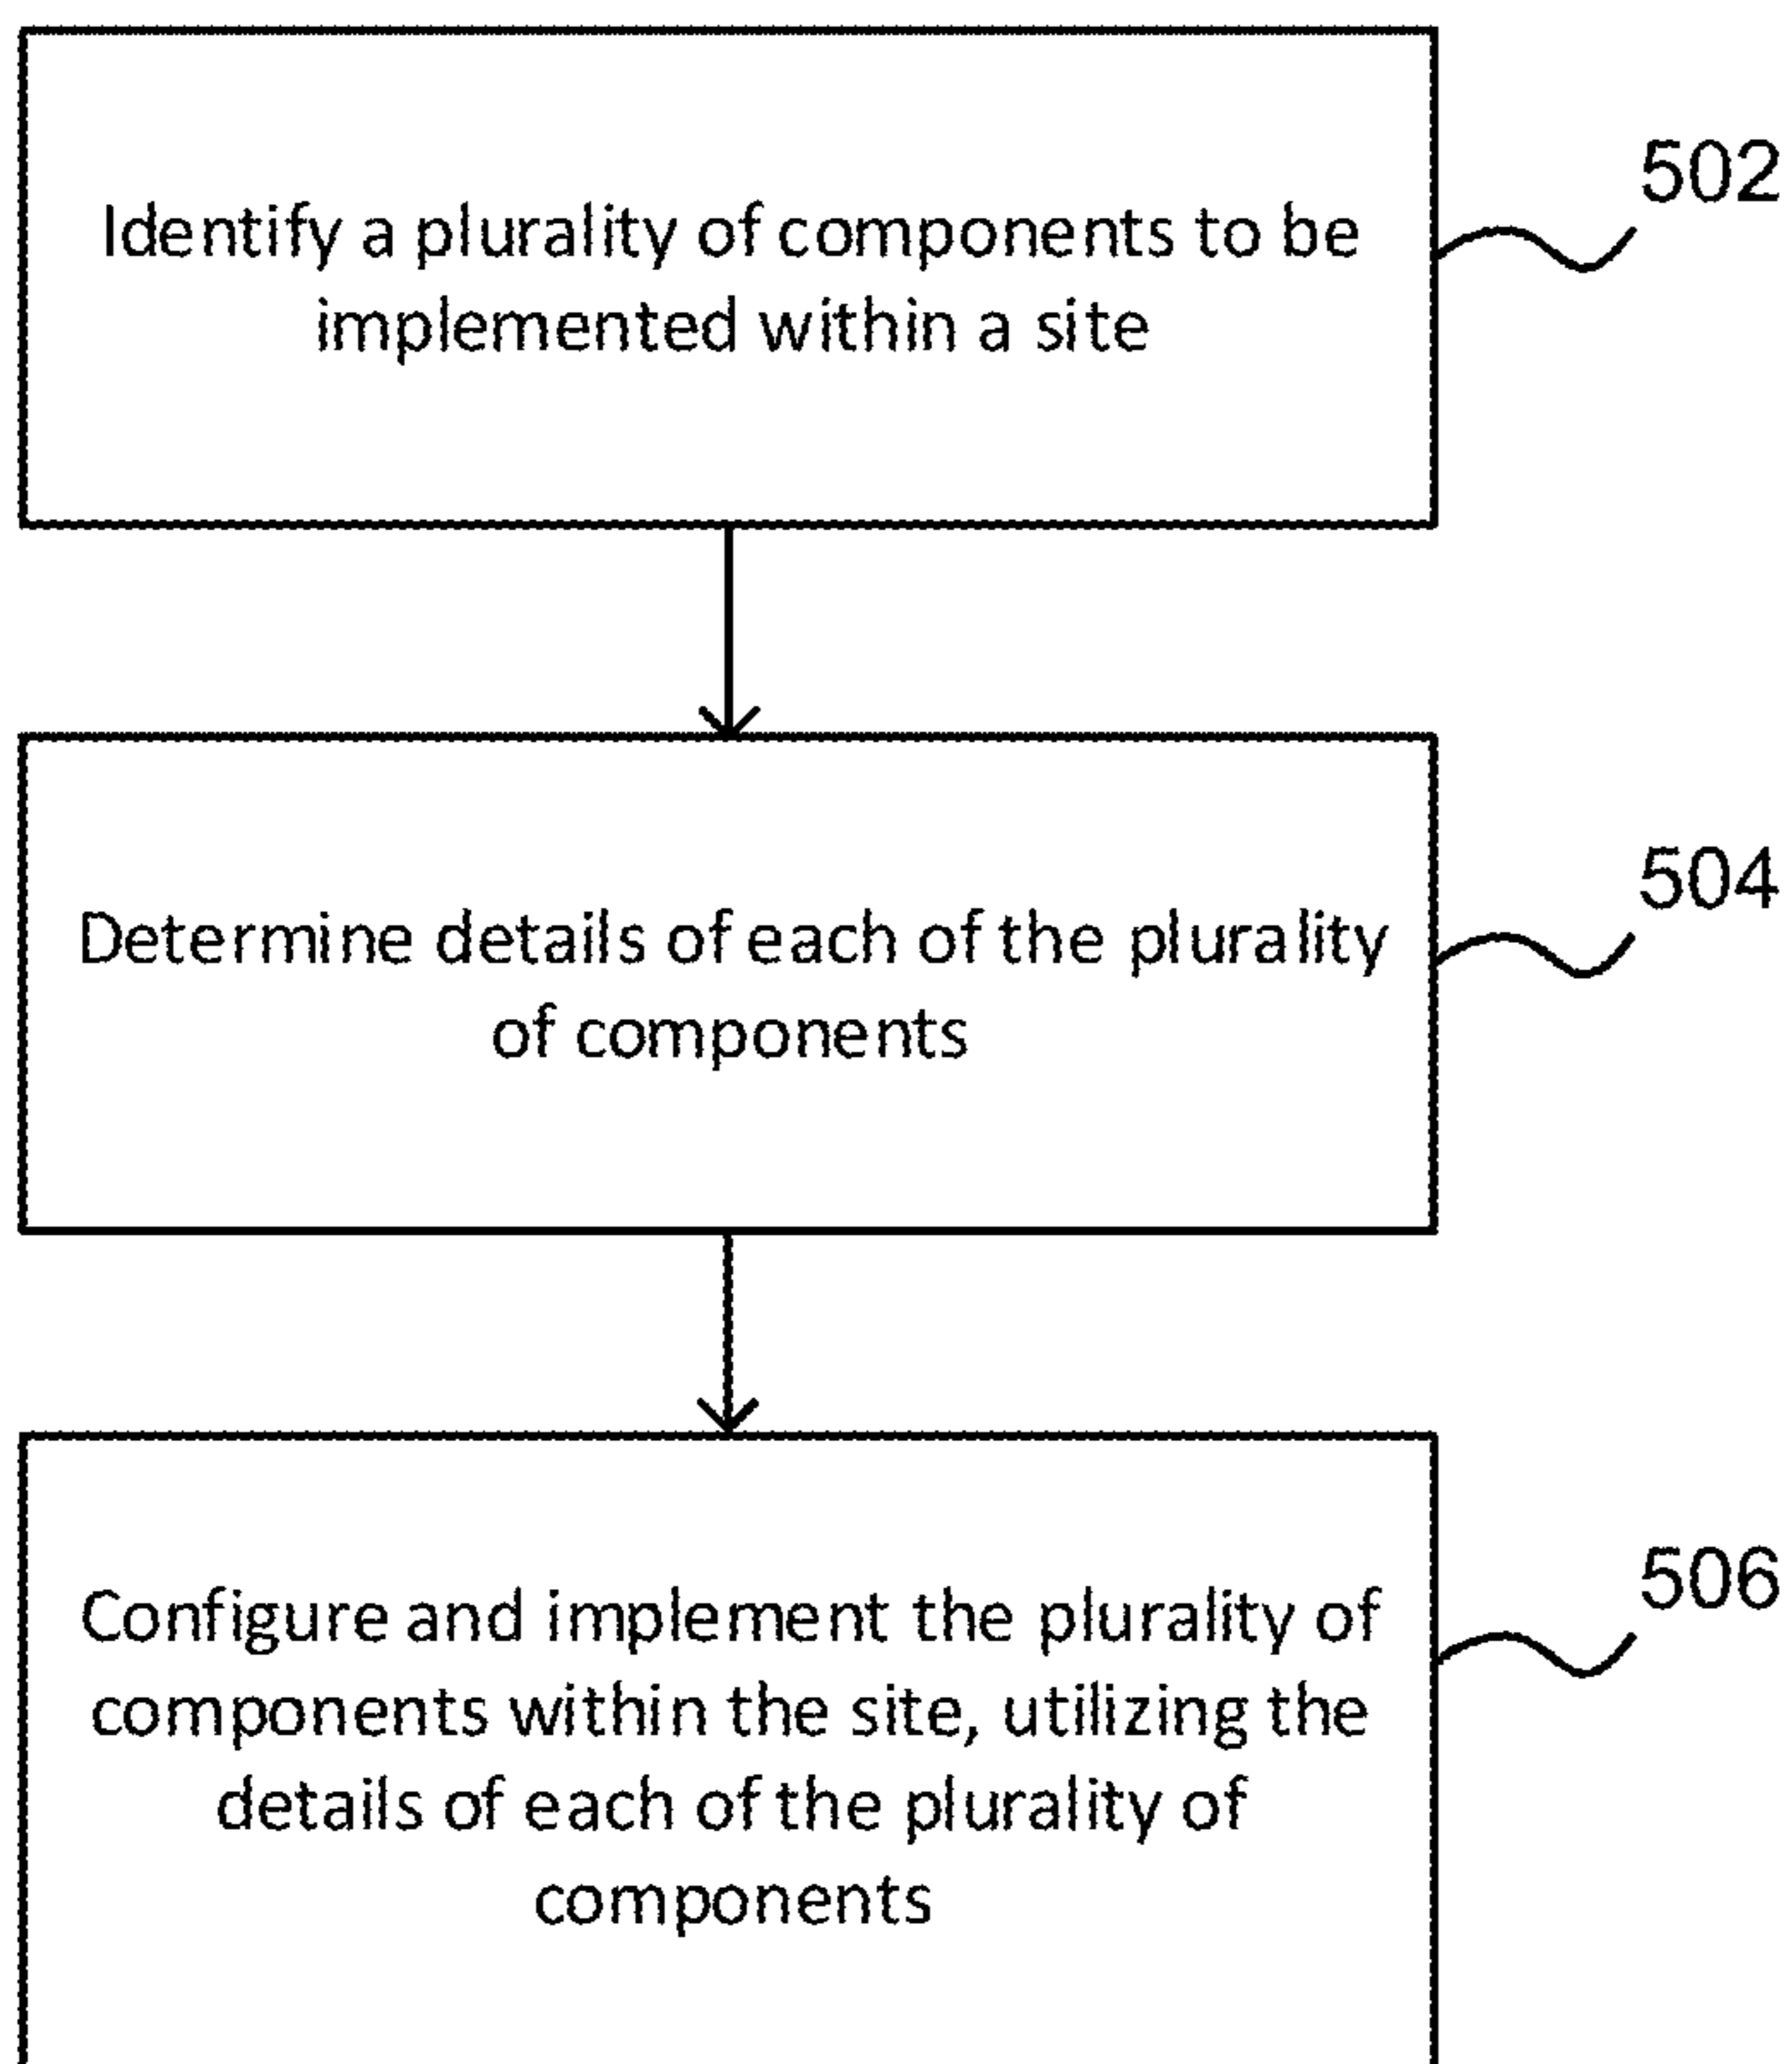 502
Identify a plurality of components to be
implemented within a site
504
Determine details of each of the plurality
of components
506
Configure and implement the plurality of
components within the site, utilizing the
details of each of the plurality of
components